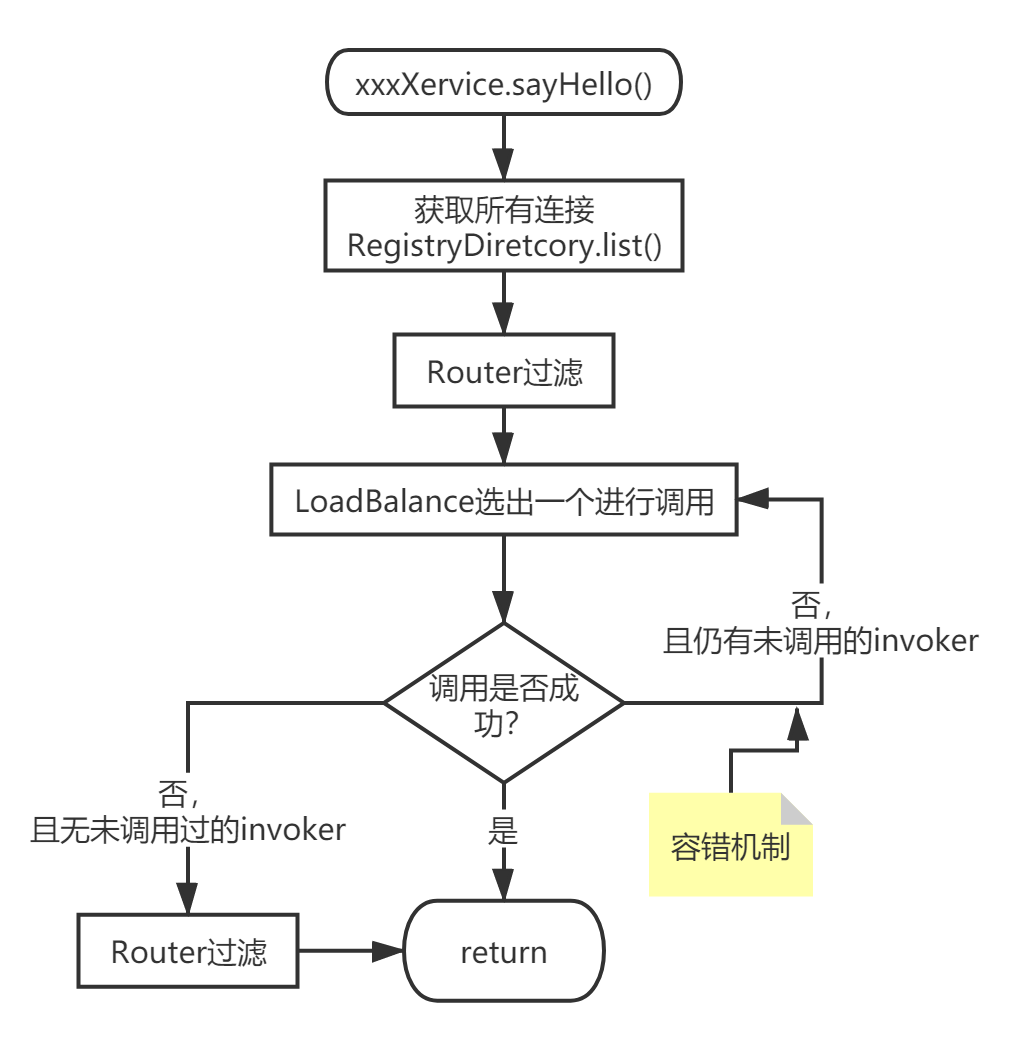 xxxXervice.sayHello()
获取所有连接
RegistryDiretcory.list()
Router过滤
LoadBalance选出一个进行调用
否，
且仍有未调用的invoker
调用是否成
功？
否，
且无未调用过的invoker
是
容错机制
Router过滤
return